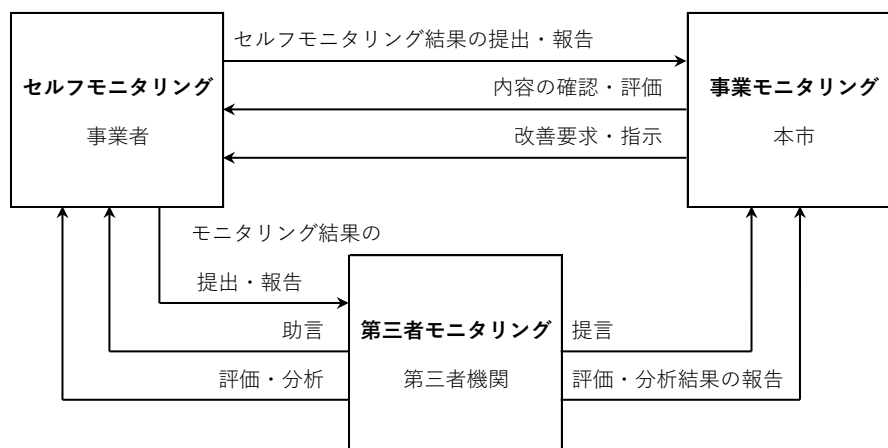 セルフモニタリング結果の提出・報告
セルフモニタリング
事業者
内容の確認・評価
改善要求・指示
事業モニタリング
本市
モニタリング結果の
提出・報告
助言
評価・分析
第三者モニタリング
第三者機関
提言
評価・分析結果の報告